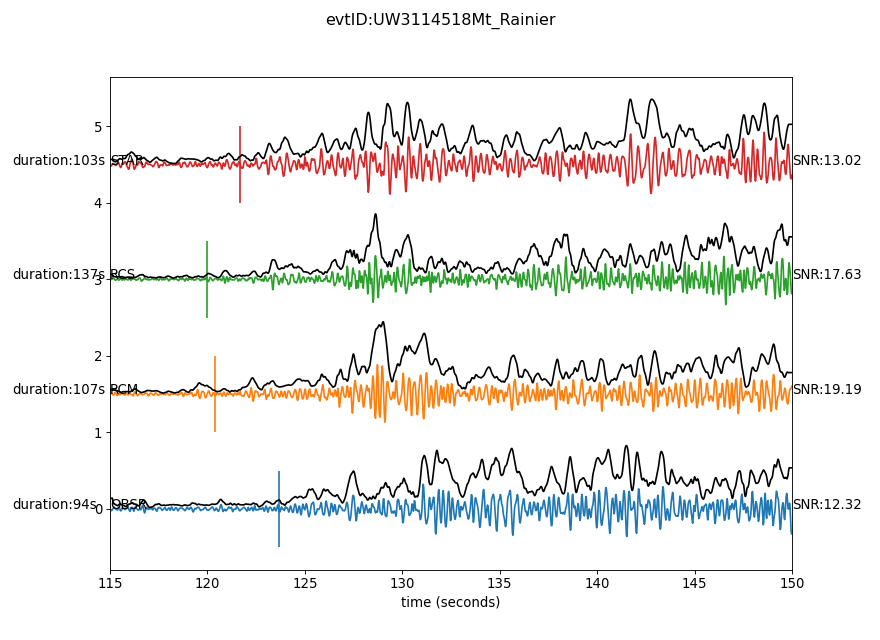 evtID:UW3114518Mt_Rainier
5
duration:103s STAR SNR:13.02
4
duration:137s RCS SNR:17.63
3
2
duration:107s RCM SNR:19.19
1
duration:94s OBSR SNR:12.32
0
115 120 125 130 135 140 145 150
time (seconds)